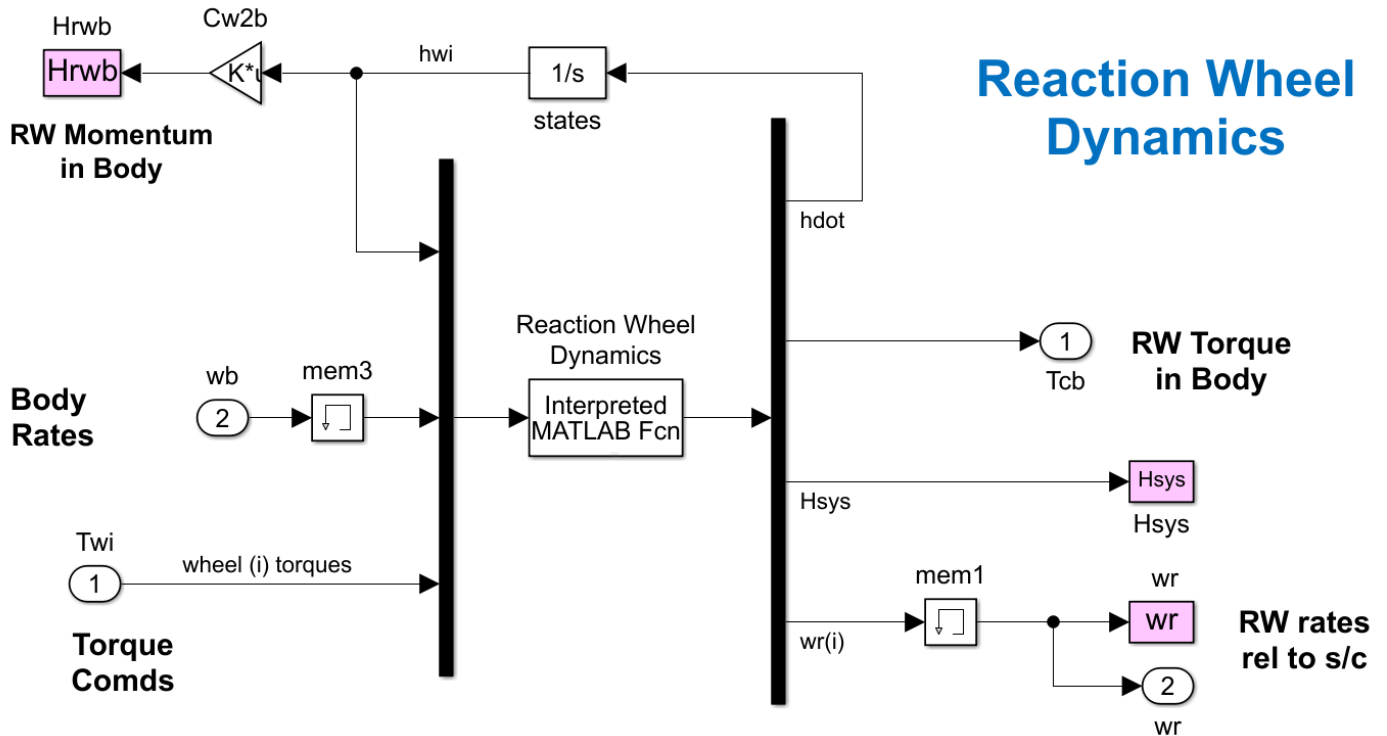 Reaction Wheel
Dynamics
Hrwb
Hrwb
RW Momentum
in Body
Cw2b
K*u
hwi
1/s
states
hdot
Reaction Wheel
Dynamics
Interpreted
MATLAB Fcn
Body
Rates
wb
2
mem3
Twi
1
wheel (i) torques
Torque
Comds
1
Tcb
RW Torque
in Body
Hsys
Hsys
Hsys
wr(i)
mem1
wr
wr
RW rates
rel to s/c
2
wr